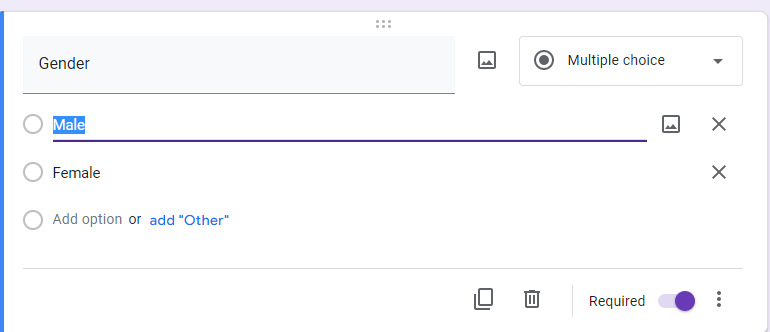 Gender
Multiple choice
Male
Female
Add option or add "Other"
Required